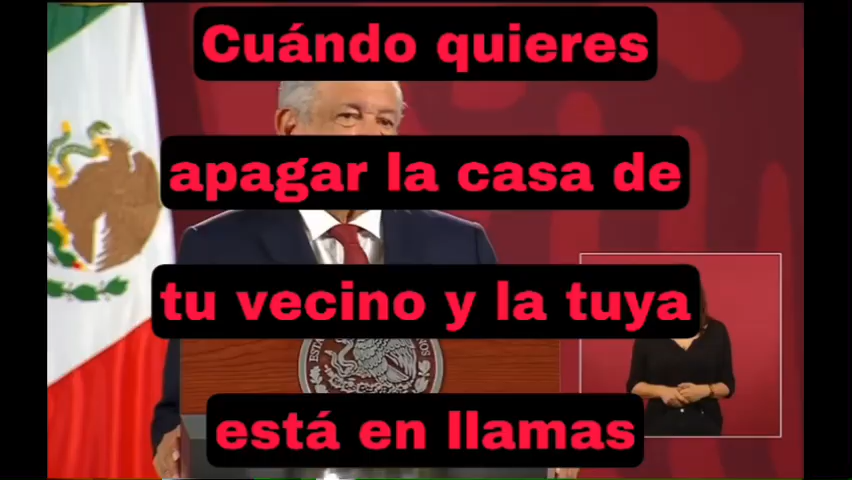 Cuándo quieres
apagar la casa de
tu vecino y la tuya
está en llamas